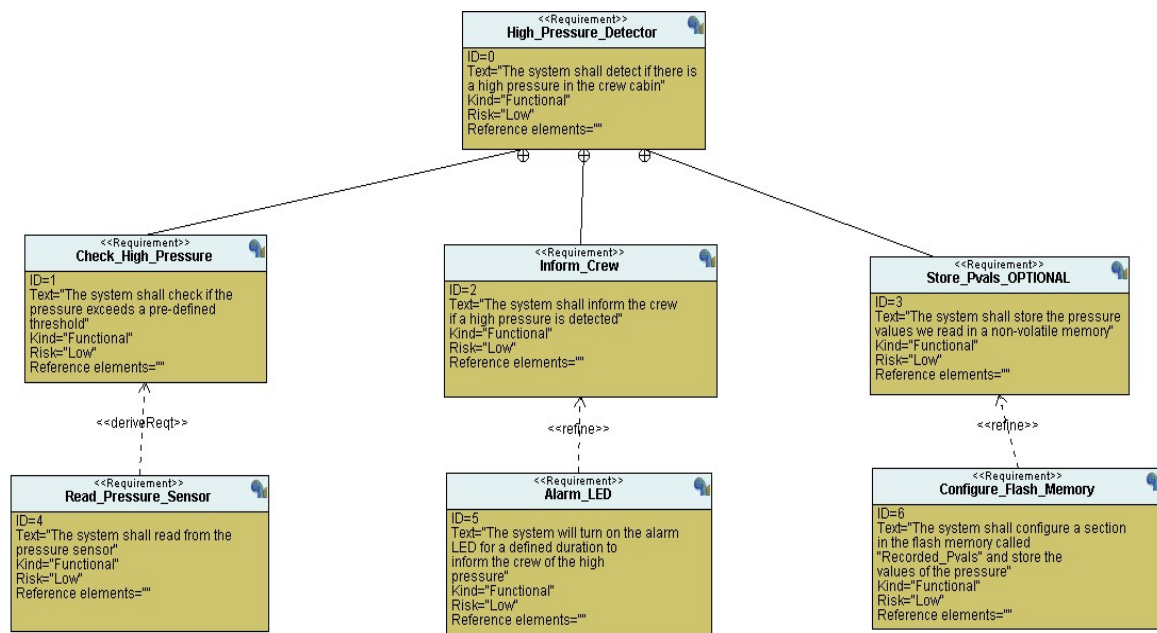 <<Requirement>>
High_Pressure_Detector
ID=0
Text="The system shall detect if there is
a high pressure in the crew cabin"
Kind="Functional"
Risk="Low"
Reference elements=""
<<Requirement>>
Check_High_Pressure
ID=1
Text="The system shall check if the
pressure exceeds a pre-defined
threshold"
Kind="Functional"
Risk="Low"
Reference elements=""
<<Requirement>>
Inform_Crew
ID=2
Text="The system shall inform the crew
if a high pressure is detected"
Kind="Functional"
Risk="Low"
Reference elements=""
<<Requirement>>
Store_Pvals_OPTIONAL
ID=3
Text="The system shall store the pressure
values we read in a non-volatile memory"
Kind="Functional"
Risk="Low"
Reference elements=""
<<deriveReqt>>
<<refine>>
<<refine>>
<<Requirement>>
Read_Pressure_Sensor
ID=4
Text="The system shall read from the
pressure sensor"
Kind="Functional"
Risk="Low"
Reference elements=""
<<Requirement>>
Alarm_LED
ID=5
Text="The system will turn on the alarm
LED for a defined duration to
inform the crew of the high
pressure"
Kind="Functional"
Risk="Low"
Reference elements=""
<<Requirement>>
Configure_Flash_Memory
ID=6
Text="The system shall configure a section
in the flash memory called
"Recorded_Pvals" and store the
values of the pressure"
Kind="Functional"
Risk="Low"
Reference elements=""